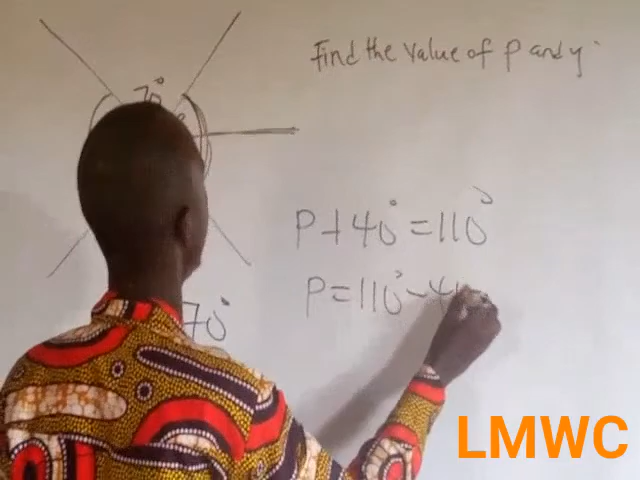 Find the value of P and y.
70°
P+40°=110°
P=110°-4
70°
LMWC